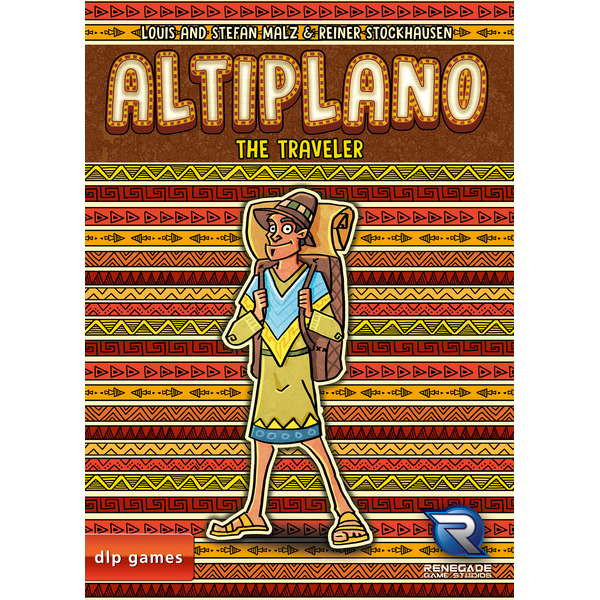 LOUIS AND STEFAN MALZ & REINER STOCKHAUSEN
ALTIPLANO
THE TRAVELER
dlp games
R
RENEGADE
GAME STUDIOS